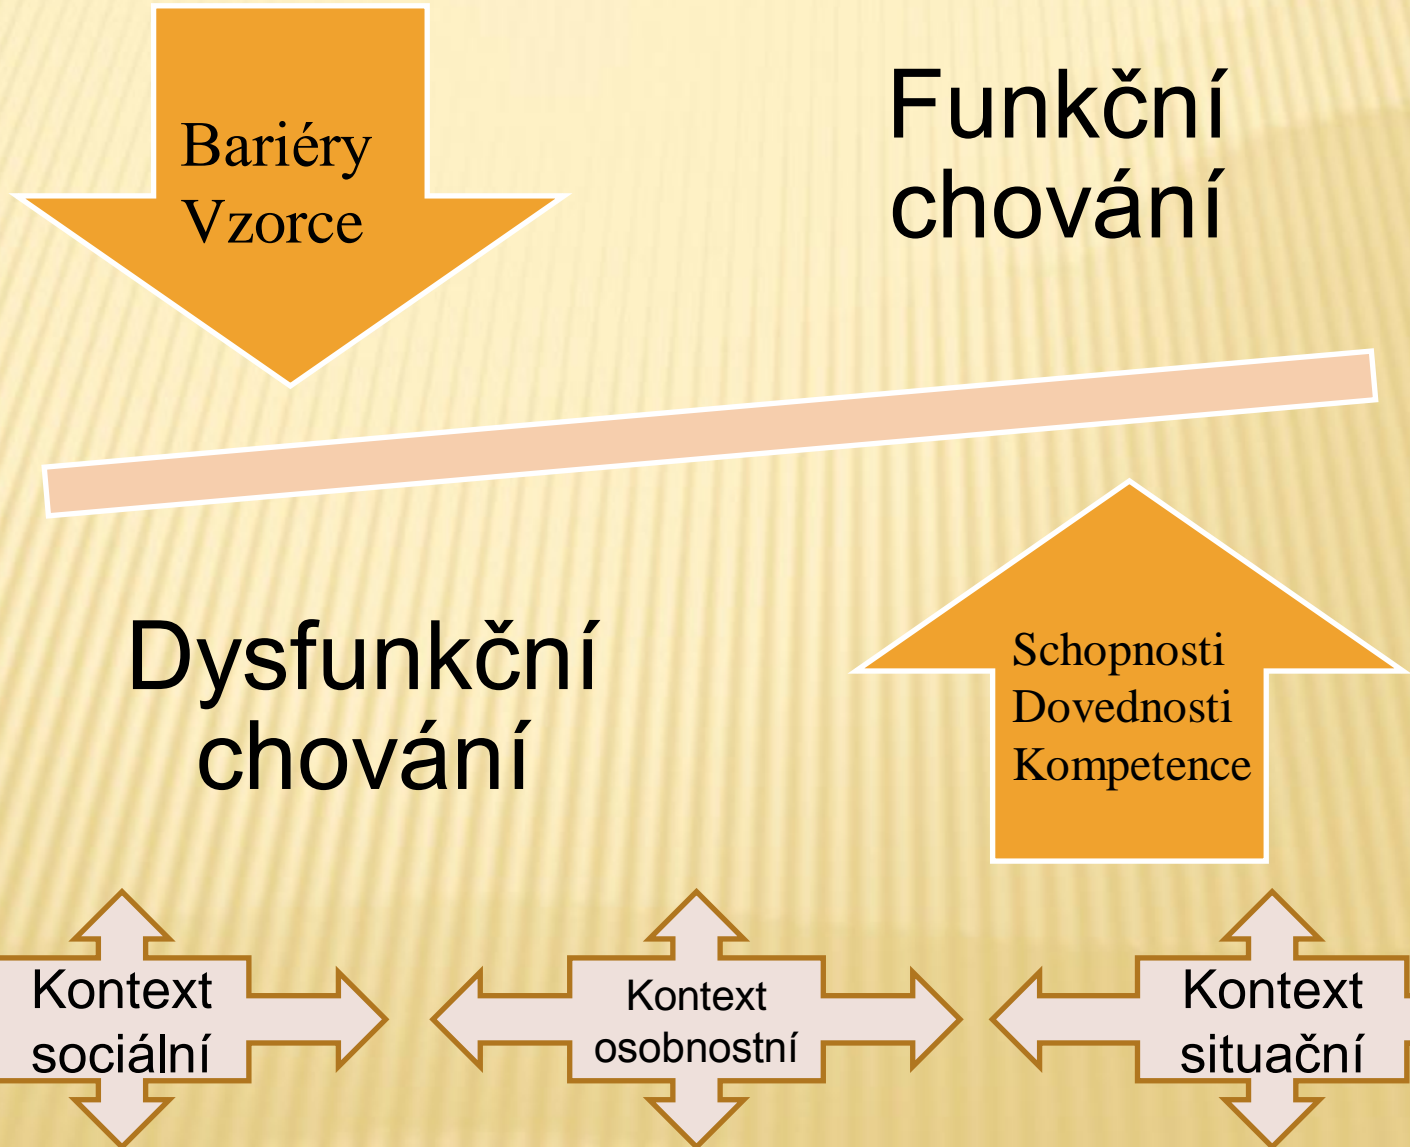 Bariéry
Vzorce
Funkční
chování
Dysfunkční
chování
Schopnosti
Dovednosti
Kompetence
Kontext
sociální
Kontext
osobnostní
Kontext
situační